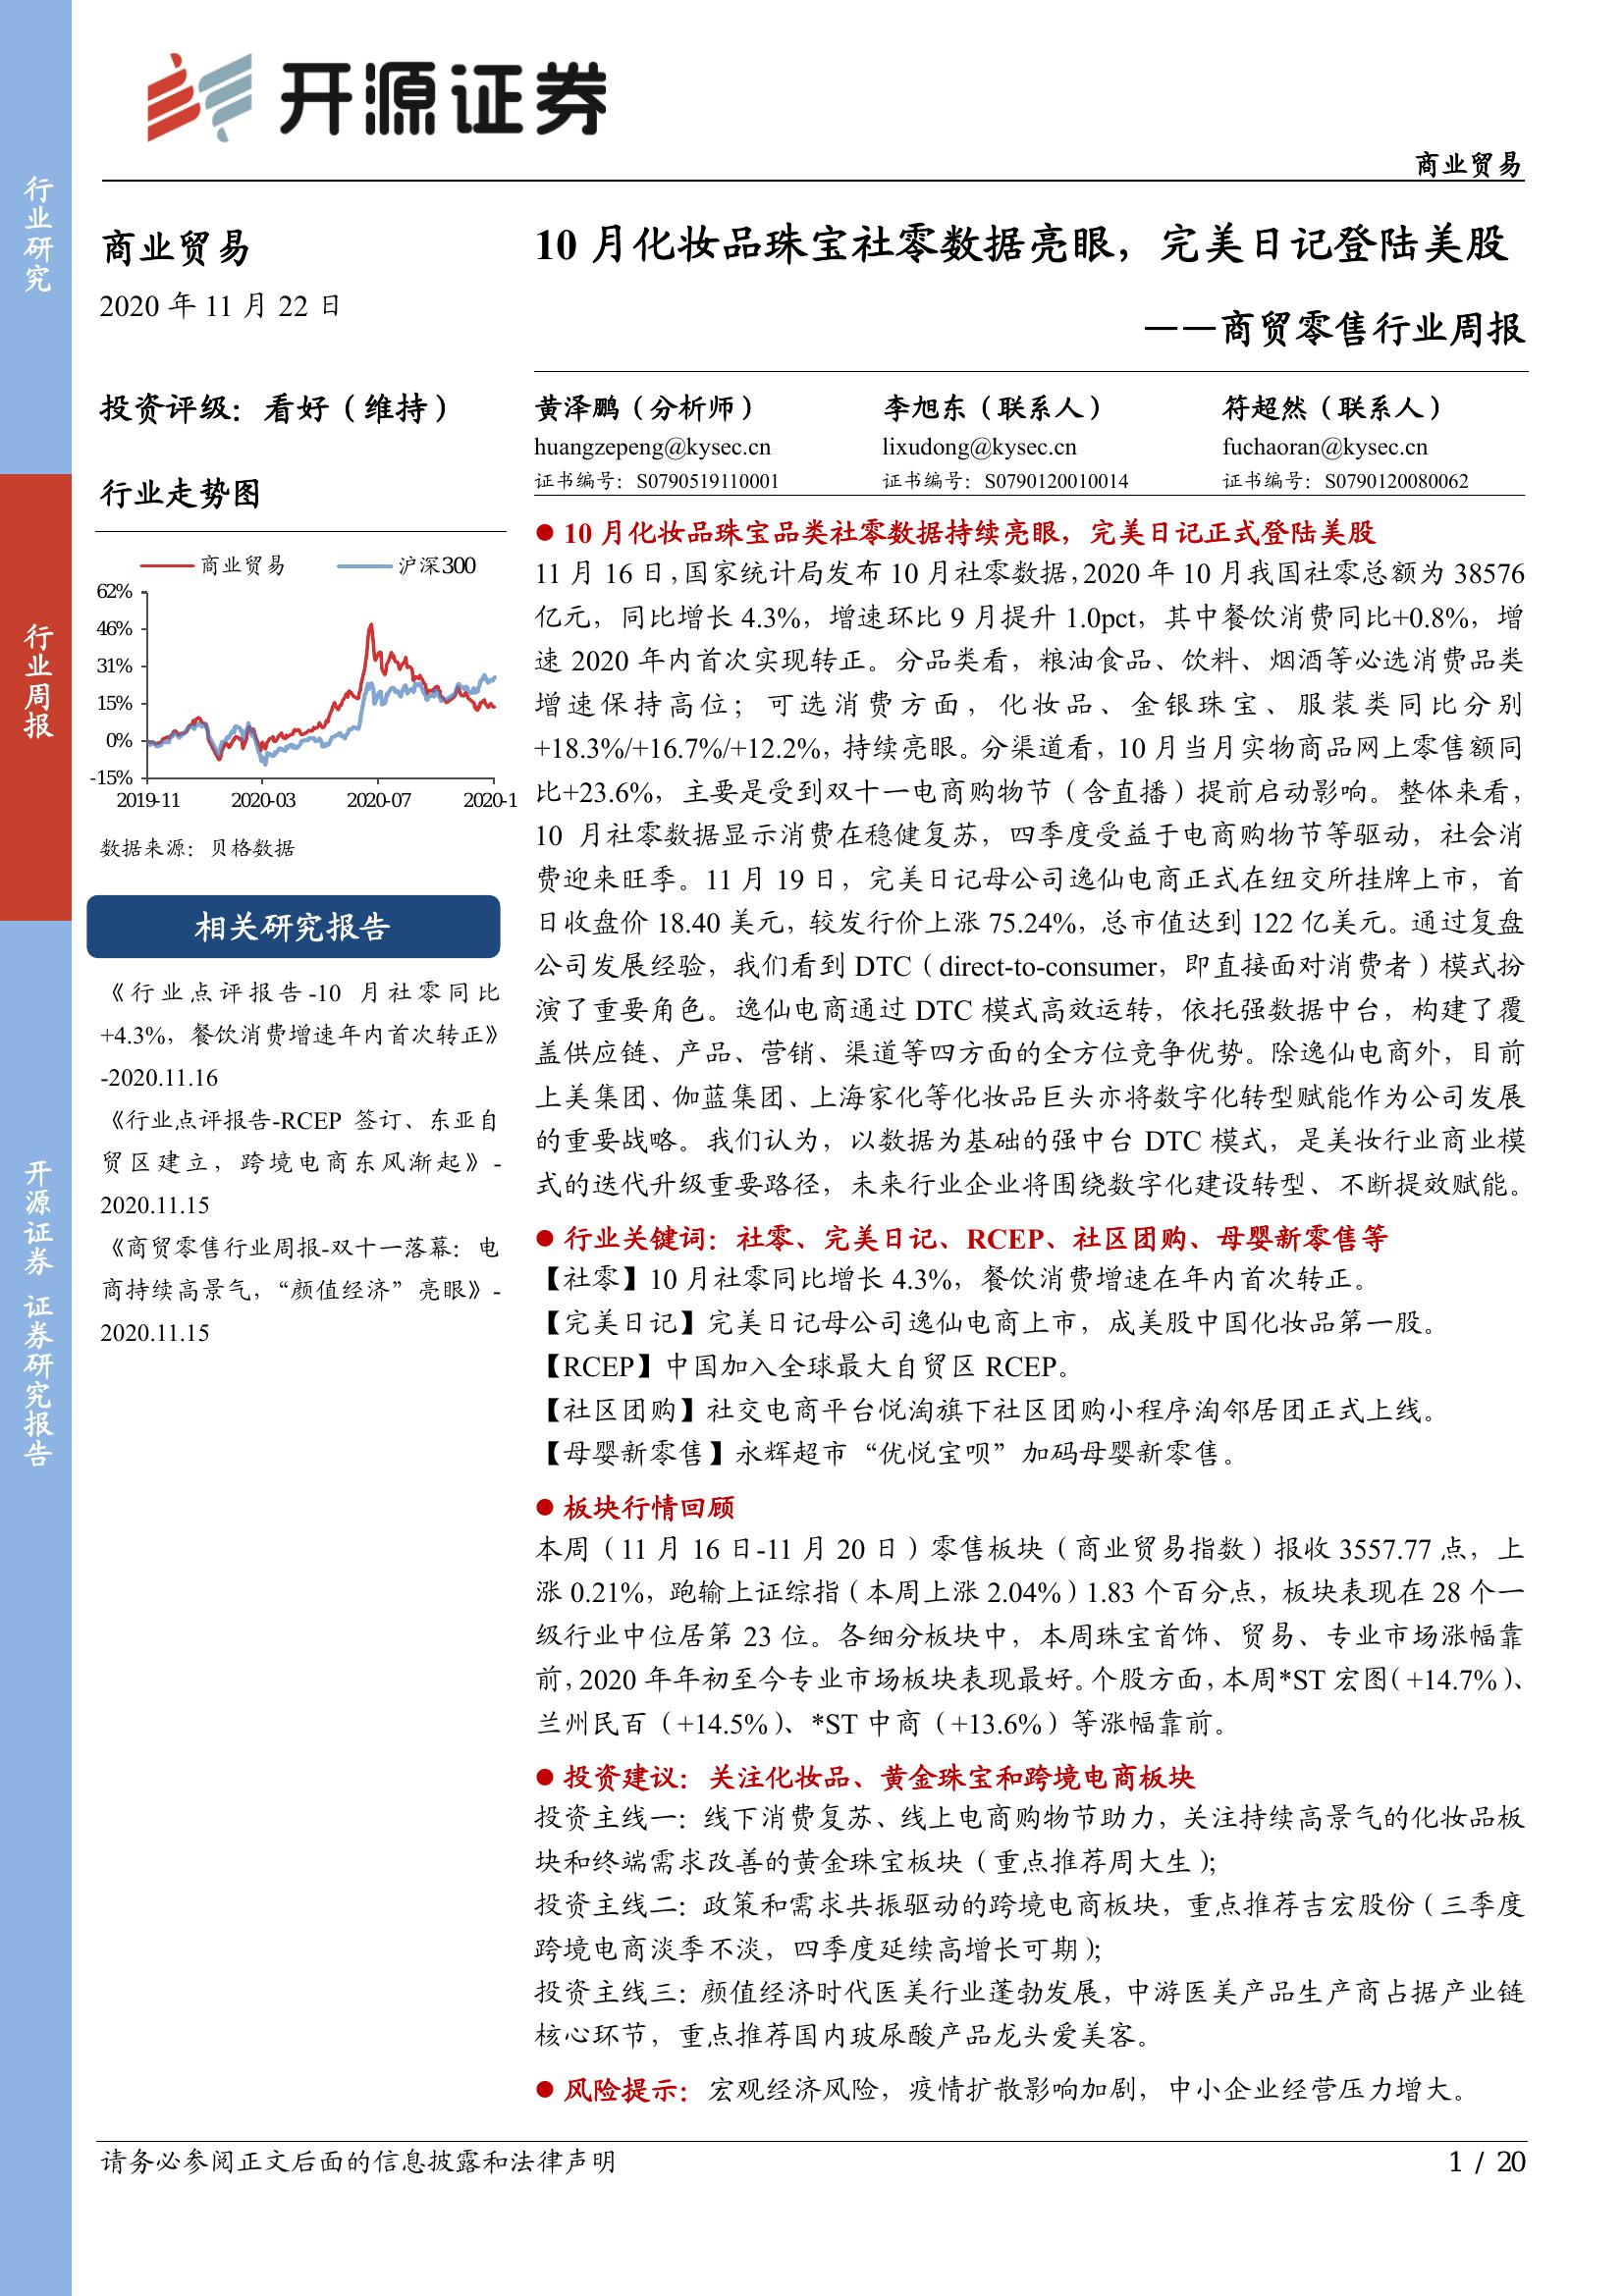 开源证券
商业贸易
行业研究
行业周报
开源证券 证券研究报告
商业贸易
2020 年 11 月 22 日
投资评级：看好（维持）
行业走势图
商业贸易 沪深300
62%
46%
31%
15%
0%
-15%
2019-11 2020-03 2020-07 2020-1
数据来源：贝格数据
相关研究报告
《行业点评报告-10 月社零同比
+4.3%，餐饮消费增速年内首次转正》
-2020.11.16
《行业点评报告-RCEP 签订、东亚自
贸区建立，跨境电商东风渐起》-
2020.11.15
《商贸零售行业周报-双十一落幕：电
商持续高景气，“颜值经济”亮眼》-
2020.11.15
10 月化妆品珠宝社零数据亮眼，完美日记登陆美股
——商贸零售行业周报
黄泽鹏（分析师） 李旭东（联系人） 符超然（联系人）
huangzepeng@kysec.cn lixudong@kysec.cn fuchaoran@kysec.cn
证书编号：S0790519110001 证书编号：S0790120010014 证书编号：S0790120080062
● 10 月化妆品珠宝品类社零数据持续亮眼，完美日记正式登陆美股
11 月 16 日，国家统计局发布 10 月社零数据，2020 年 10 月我国社零总额为 38576
亿元，同比增长 4.3%，增速环比 9 月提升 1.0pct，其中餐饮消费同比+0.8%，增
速 2020 年内首次实现转正。分品类看，粮油食品、饮料、烟酒等必选消费品类
增速保持高位；可选消费方面，化妆品、金银珠宝、服装类同比分别
+18.3%/+16.7%/+12.2%，持续亮眼。分渠道看，10 月当月实物商品网上零售额同
比+23.6%，主要是受到双十一电商购物节（含直播）提前启动影响。整体来看，
10 月社零数据显示消费在稳健复苏，四季度受益于电商购物节等驱动，社会消
费迎来旺季。11 月 19 日，完美日记母公司逸仙电商正式在纽交所挂牌上市，首
日收盘价 18.40 美元，较发行价上涨 75.24%，总市值达到 122 亿美元。通过复盘
公司发展经验，我们看到 DTC（direct-to-consumer，即直接面对消费者）模式扮
演了重要角色。逸仙电商通过 DTC 模式高效运转，依托强数据中台，构建了覆
盖供应链、产品、营销、渠道等四方面的全方位竞争优势。除逸仙电商外，目前
上美集团、伽蓝集团、上海家化等化妆品巨头亦将数字化转型赋能作为公司发展
的重要战略。我们认为，以数据为基础的强中台 DTC 模式，是美妆行业商业模
式的迭代升级重要路径，未来行业企业将围绕数字化建设转型、不断提效赋能。
● 行业关键词：社零、完美日记、RCEP、社区团购、母婴新零售等
【社零】10 月社零同比增长 4.3%，餐饮消费增速在年内首次转正。
【完美日记】完美日记母公司逸仙电商上市，成美股中国化妆品第一股。
【RCEP】中国加入全球最大自贸区 RCEP。
【社区团购】社交电商平台悦淘旗下社区团购小程序淘邻居团正式上线。
【母婴新零售】永辉超市“优悦宝呗”加码母婴新零售。
● 板块行情回顾
本周（11 月 16 日-11 月 20 日）零售板块（商业贸易指数）报收 3557.77 点，上
涨 0.21%，跑输上证综指（本周上涨 2.04%）1.83 个百分点，板块表现在 28 个一
级行业中位居第 23 位。各细分板块中，本周珠宝首饰、贸易、专业市场涨幅靠
前，2020 年年初至今专业市场板块表现最好。个股方面，本周*ST 宏图（+14.7%）、
兰州民百（+14.5%）、*ST 中商（+13.6%）等涨幅靠前。
● 投资建议：关注化妆品、黄金珠宝和跨境电商板块
投资主线一：线下消费复苏、线上电商购物节助力，关注持续高景气的化妆品板
块和终端需求改善的黄金珠宝板块（重点推荐周大生）；
投资主线二：政策和需求共振驱动的跨境电商板块，重点推荐吉宏股份（三季度
跨境电商淡季不淡，四季度延续高增长可期）；
投资主线三：颜值经济时代医美行业蓬勃发展，中游医美产品生产商占据产业链
核心环节，重点推荐国内玻尿酸产品龙头爱美客。
● 风险提示：宏观经济风险，疫情扩散影响加剧，中小企业经营压力增大。
请务必参阅正文后面的信息披露和法律声明 1 / 20